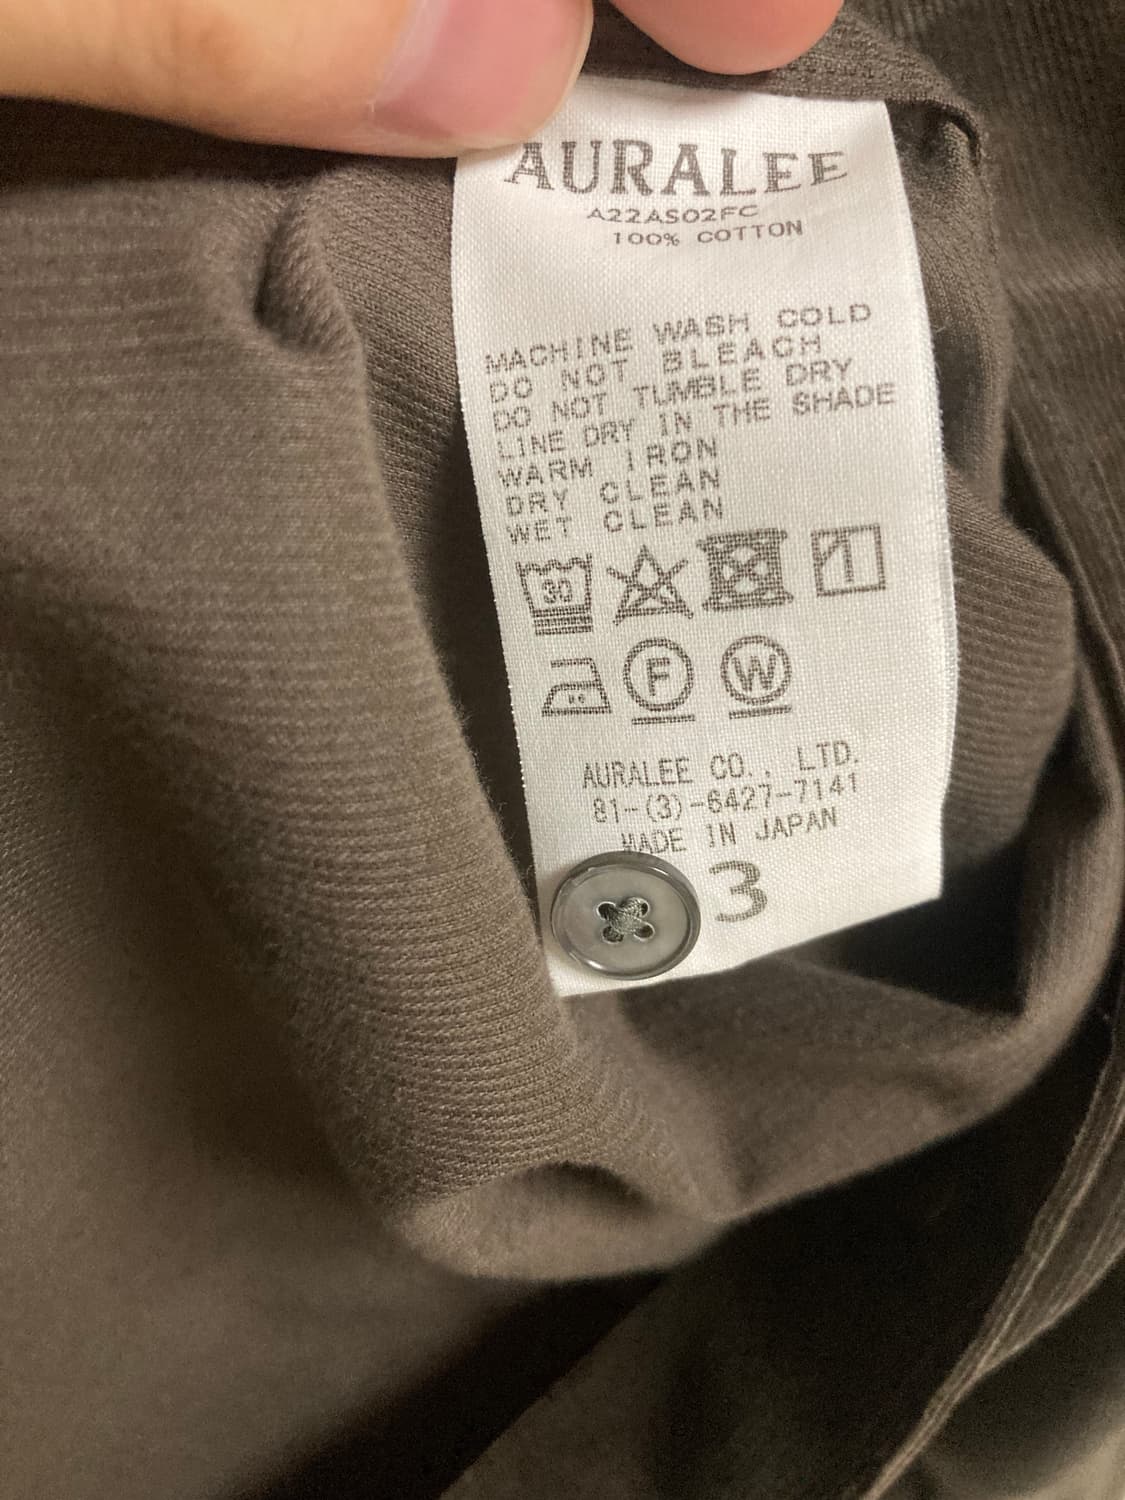 AURALEE
A22AS02FC
100% COTTON
MACHINE WASH COLD
DO NOT BLEACH
DO NOT TUMBLE DRY
LINE DRY IN THE SHADE
WARM IRON
DRY CLEAN
WET CLEAN
30
F W
AURALEE CO., LTD.
81-(3)-6427-7141
MADE IN JAPAN
3